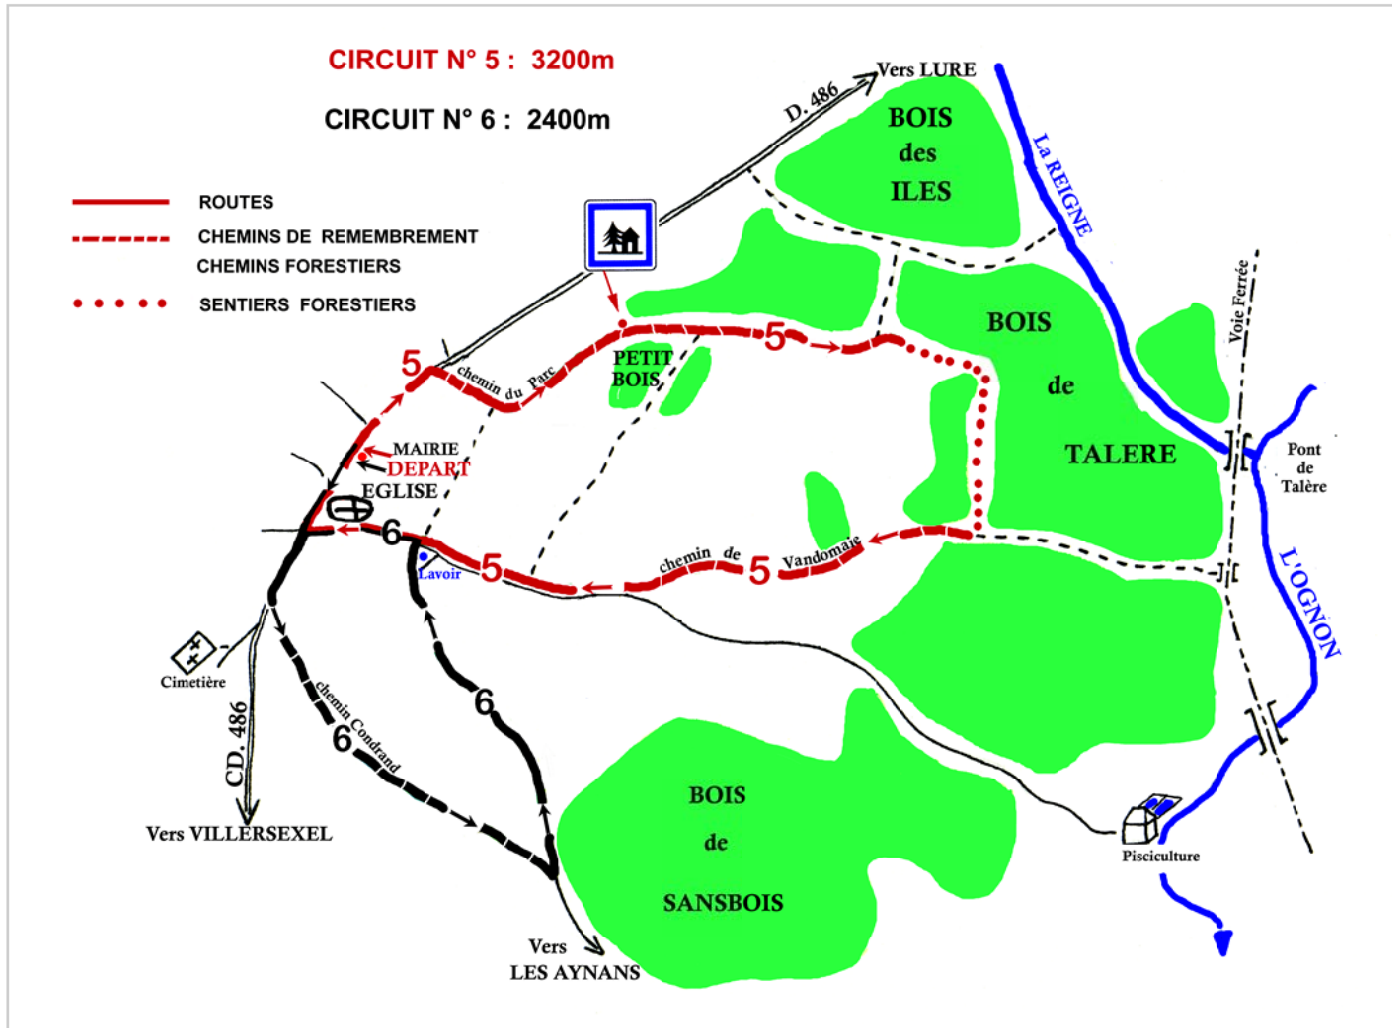 CIRCUIT N° 5 : 3200m
CIRCUIT N° 6 : 2400m
ROUTES
CHEMINS DE REMEMBREMENT
CHEMINS FORESTIERS
SENTIERS FORESTIERS
Vers LURE
D. 486
BOIS
des
ILES
La REIGNE
Voie Ferrée
BOIS
de
TALERE
Pont
de
Talère
L'OGNON
5
chemin du Parc
PETIT
BOIS
5
MAIRIE
DEPART
EGLISE
6
Lavoir
5
chemin de Vandomaie
5
Cimetière
CD. 486
Vers VILLERSEXEL
chemin Condrand
6
6
BOIS
de
SANSBOIS
Pisciculture
Vers
LES AYNANS